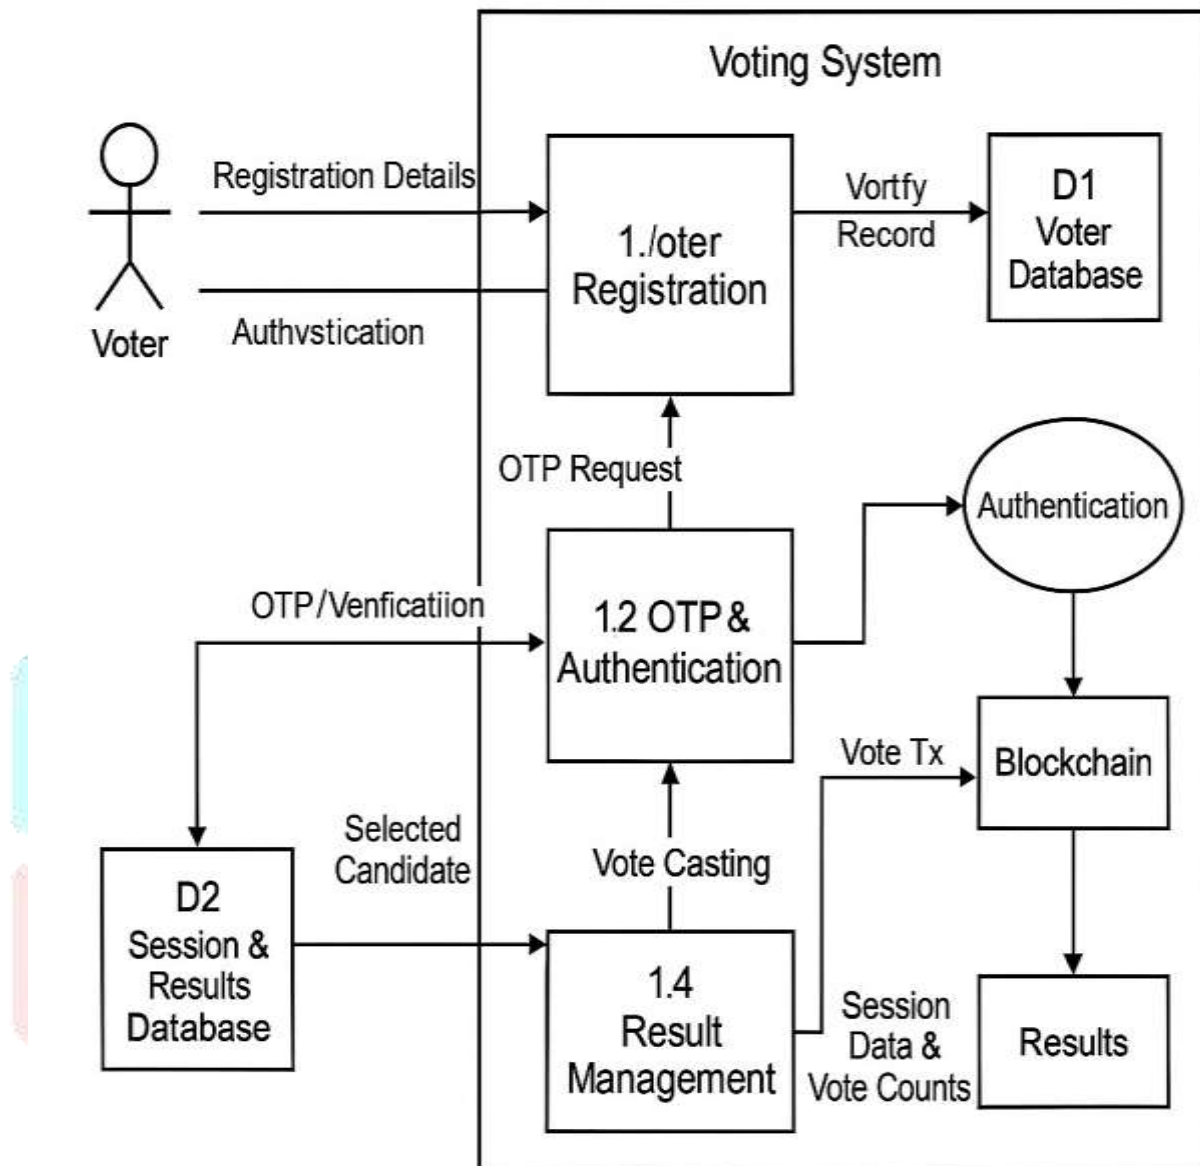 Voting System
Registration Details
1./oter
Registration
Vortfy
Record
D1
Voter
Database
Voter
Authvstication
OTP Request
Authentication
OTP/Venficatiion
1.2 OTP &
Authentication
Vote Tx
Blockchain
Selected
Candidate
Vote Casting
D2
Session &
Results
Database
1.4
Result
Management
Session
Data &
Vote Counts
Results